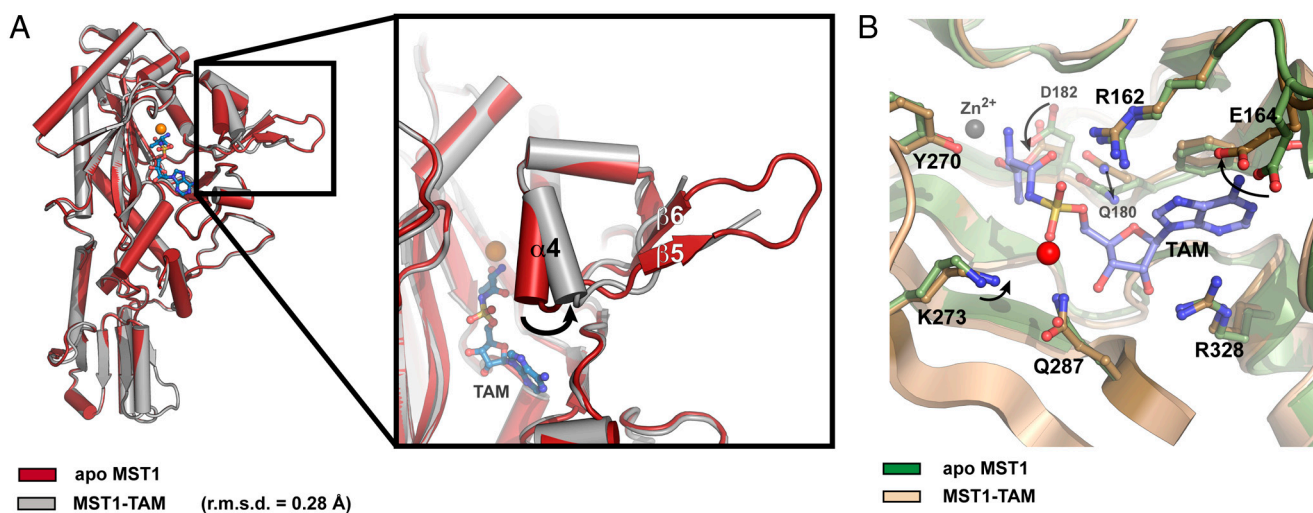 A
α4
β6
β5
TAM
apo MST1
MST1-TAM (r.m.s.d. = 0.28 Å)
B
Zn2+
D182
R162
E164
Y270
Q180
TAM
K273
Q287
R328
apo MST1
MST1-TAM